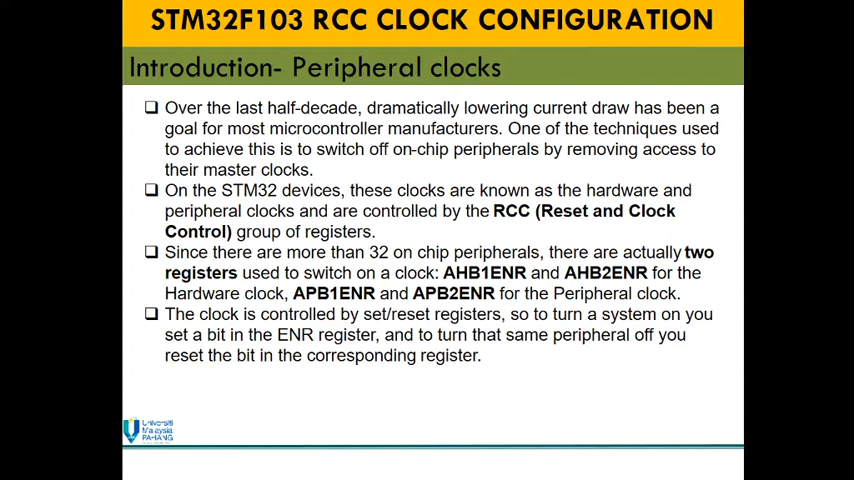 STM32F103 RCC CLOCK CONFIGURATION
Introduction- Peripheral clocks
Over the last half-decade, dramatically lowering current draw has been a
goal for most microcontroller manufacturers. One of the techniques used
to achieve this is to switch off on-chip peripherals by removing access to
their master clocks.
On the STM32 devices, these clocks are known as the hardware and
peripheral clocks and are controlled by the RCC (Reset and Clock
Control) group of registers.
Since there are more than 32 on chip peripherals, there are actually two
registers used to switch on a clock: AHB1ENR and AHB2ENR for the
Hardware clock, APB1ENR and APB2ENR for the Peripheral clock.
The clock is controlled by set/reset registers, so to turn a system on you
set a bit in the ENR register, and to turn that same peripheral off you
reset the bit in the corresponding register.
Universiti
Malaysia
PAHANG